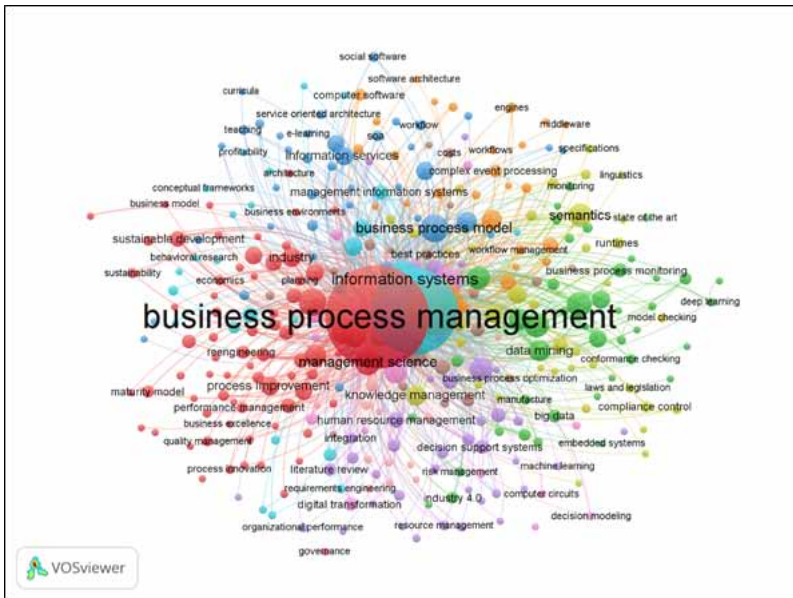 social software
software architecture
curricula
computer software
engines
service oriented architecture
workflow
middleware
teaching
e-learning
soa
profitability
information services
costs
workflows
specifications
architecture
complex event processing
linguistics
conceptual frameworks
management information systems
monitoring
business model
business environments
semantics
state of the art
business process model
sustainable development
runtimes
behavioral research
industry
best practices
workflow management
sustainability
economics
planning
information systems
business process monitoring
deep learning
business process management
model checking
reengineering
data mining
conformance checking
management science
maturity model
process improvement
business process optimization
laws and legislation
knowledge management
manufacture
performance management
big data
compliance control
business excellence
human resource management
quality management
integration
decision support systems
embedded systems
process innovation
literature review
risk management
machine learning
requirements engineering
industry 4.0
computer circuits
digital transformation
decision modeling
organizational performance
resource management
governance
VOSviewer